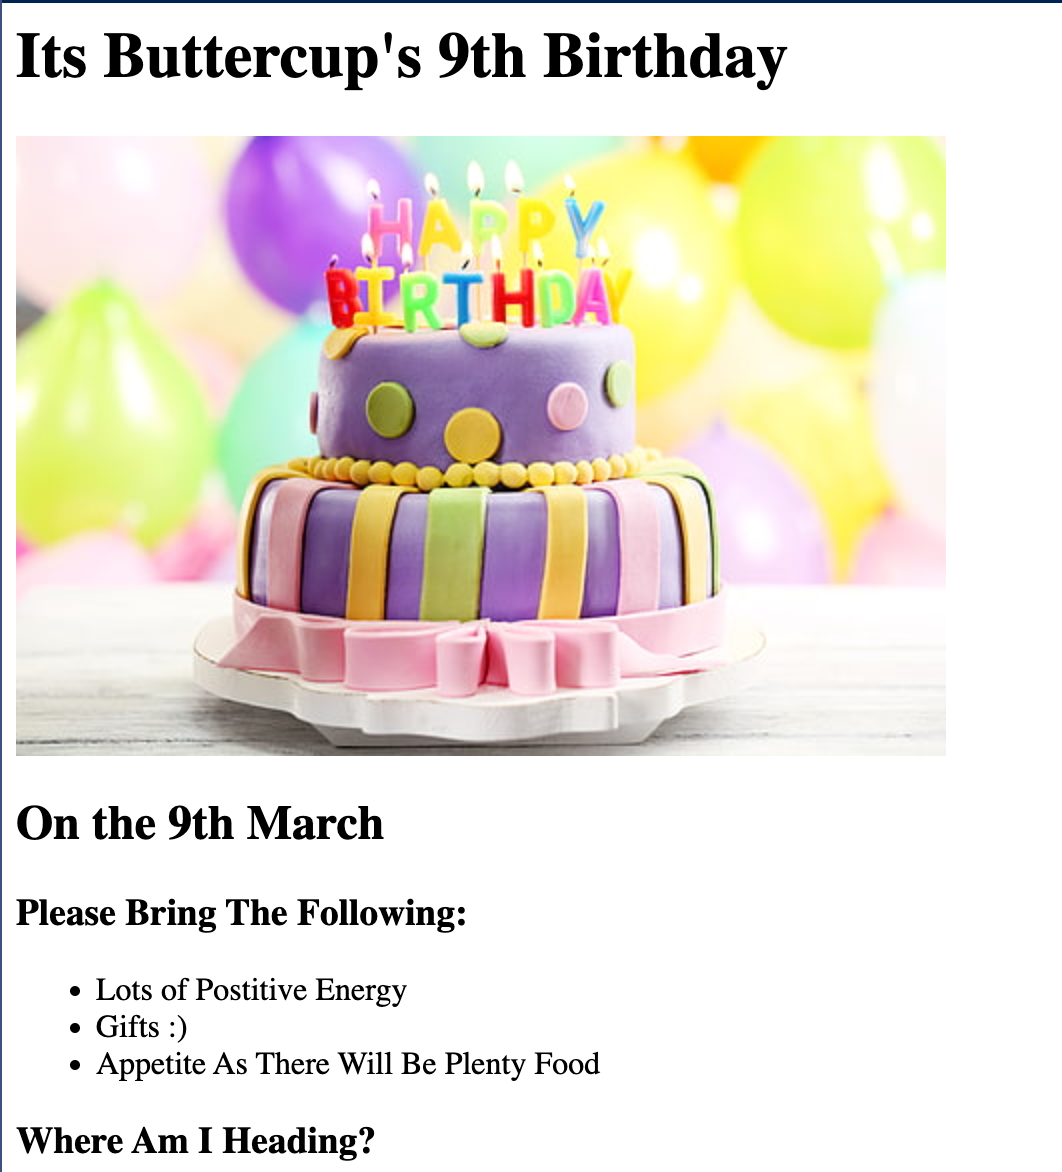 Its Buttercup's 9th Birthday
HAPPY
BIRTHDAY
On the 9th March
Please Bring The Following:
Lots of Postitive Energy
Gifts :)
Appetite As There Will Be Plenty Food
Where Am I Heading?